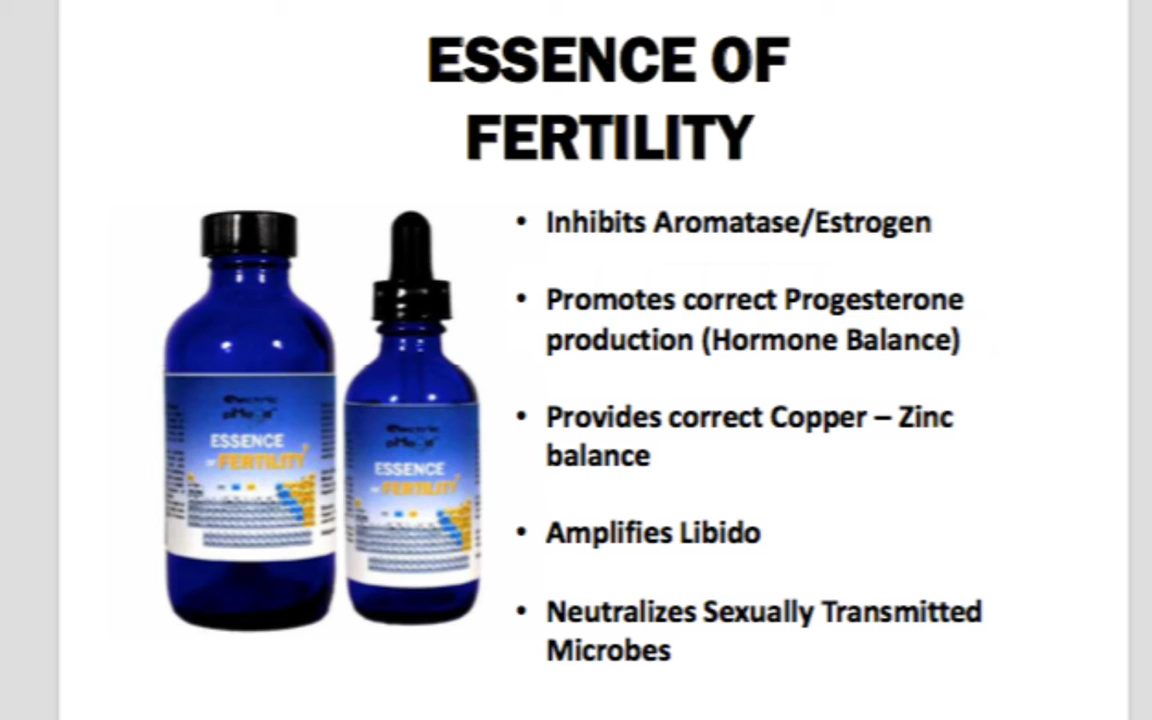 ESSENCE OF
FERTILITY
• Inhibits Aromatase/Estrogen
• Promotes correct Progesterone
production (Hormone Balance)
• Provides correct Copper – Zinc
balance
• Amplifies Libido
• Neutralizes Sexually Transmitted
Microbes
ESSENCE
FERTILITY
ESSENCE
FERTILITY